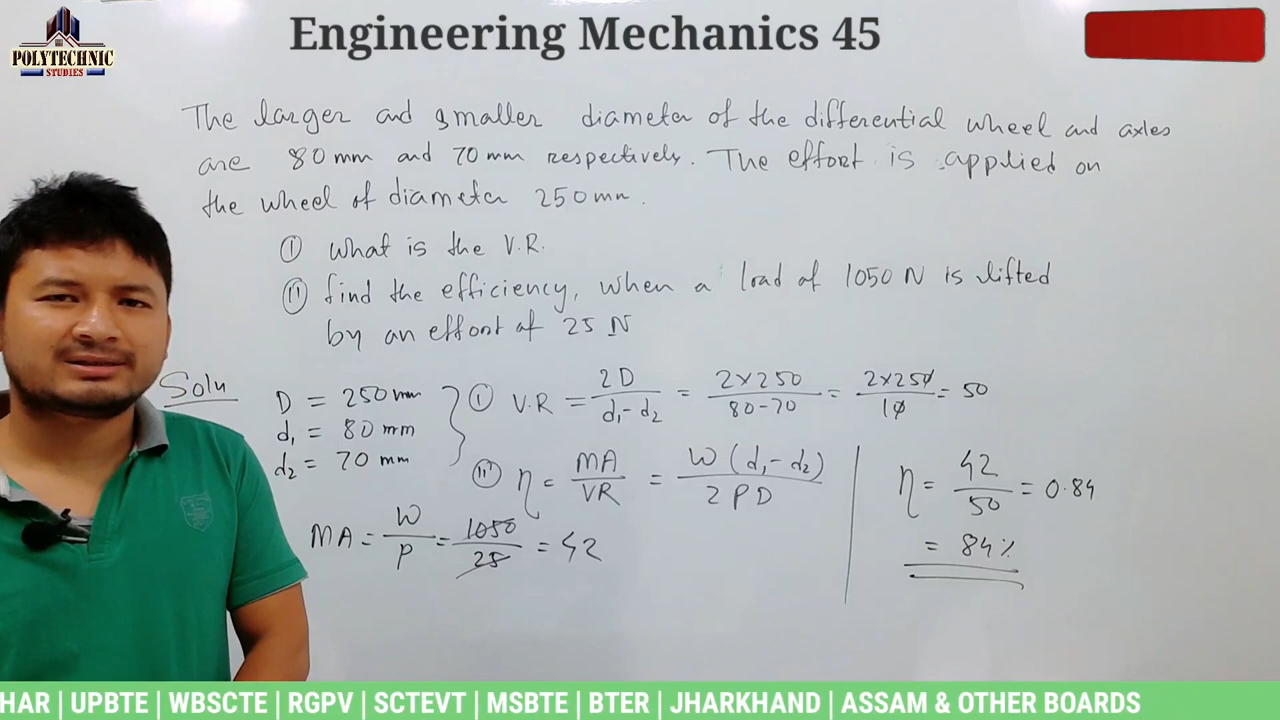 Engineering Mechanics 45
POLYTECHNIC
STUDIES
The larger and smaller diameter of the differential wheel and axles
are 80 mm and 70 mm respectively. The effort is applied on
the wheel of diameter 250 mm.
(I) what is the V.R.
(II) find the efficiency, when a load of 1050 N is lifted
by an effort of 25 N
Solu
D = 250 mm
d₁ = 80 mm
d₂ = 70 mm
(I) V.R = 2D / d₁-d₂ = 2×250 / 80-70 = 2×250 / 10 = 50
(II) η = MA / VR = W (d₁-d₂) / 2PD
MA = W / P = 1050 / 25 = 42
η = 42 / 50 = 0.84
= 84%
HAR | UPBTE | WBSCTE | RGPV | SCTEVT | MSBTE | BTER | JHARKHAND | ASSAM & OTHER BOARDS